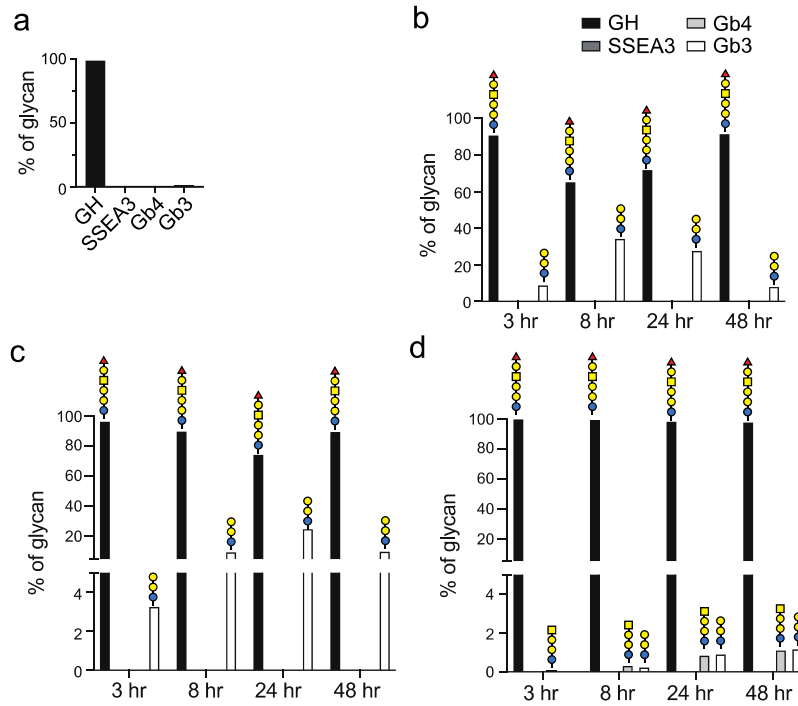 a
% of glycan
100
50
0
GH
SSEA3
Gb4
Gb3
b
GH
SSEA3
Gb4
Gb3
% of glycan
100
80
60
40
20
0
3 hr 8 hr 24 hr 48 hr
c
% of glycan
100
80
60
40
20
4
2
0
3 hr 8 hr 24 hr 48 hr
d
% of glycan
100
80
60
40
20
4
2
0
3 hr 8 hr 24 hr 48 hr